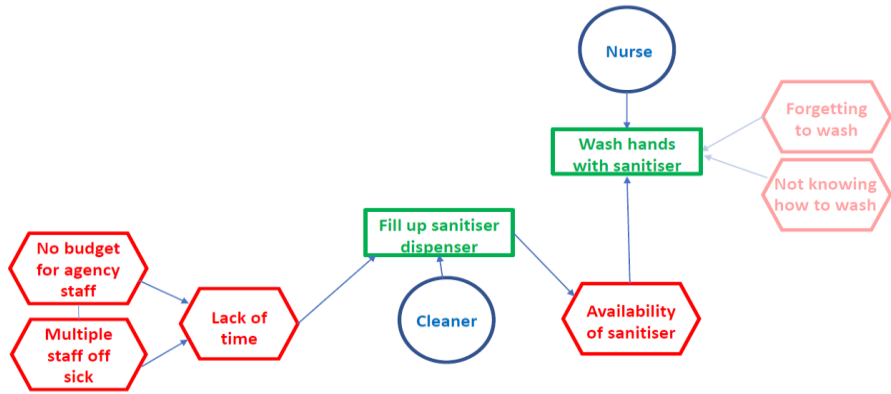 Nurse
Forgetting
to wash
Wash hands
with sanitiser
Not knowing
how to wash
Fill up sanitiser
dispenser
No budget
for agency
staff
Lack of
time
Cleaner
Availability
of sanitiser
Multiple
staff off
sick